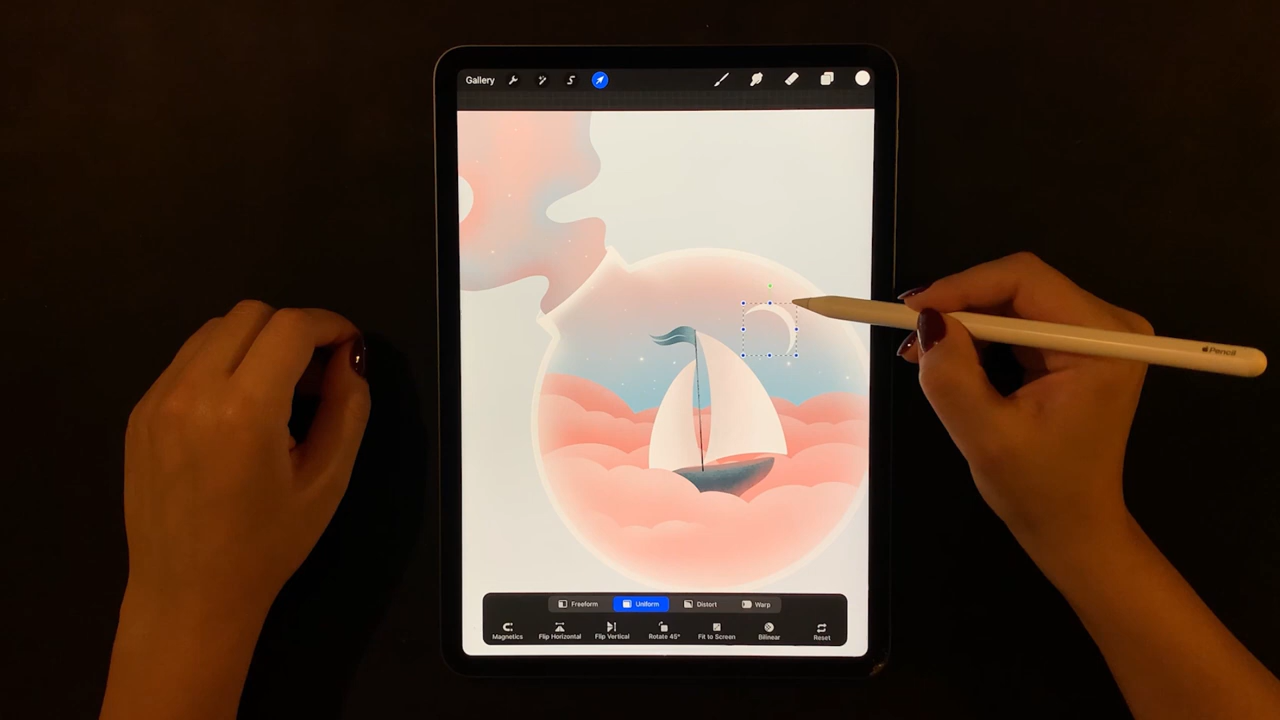 Gallery
Freeform Uniform Distort Warp
Magnetics Flip Horizontal Flip Vertical Rotate 45° Fit to Screen Bilinear Reset
Pencil